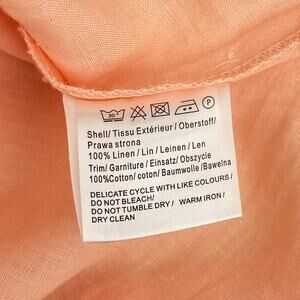 30°
P
Shell/Tissu Extérieur/Oberstoff/
Prawa strona
100% Linen/Lin/Leinen/Len
Trim/Garniture/Einsatz/Obszycie
100%Cotton/coton/Baumwolle/Bawelna
DELICATE CYCLE WITH LIKE COLOURS/
DO NOT BLEACH/
DO NOT TUMBLE DRY/ WARM IRON/
DRY CLEAN